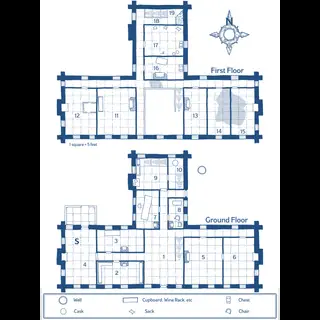 N
19
18
17
16
First Floor
12
11
13
14
15
1 square = 5 feet
9
10
8
7
Ground Floor
S
3
1
5
6
4
2
Well
Cupboard, Wine Rack, etc
Chest
Cask
Sack
Chair